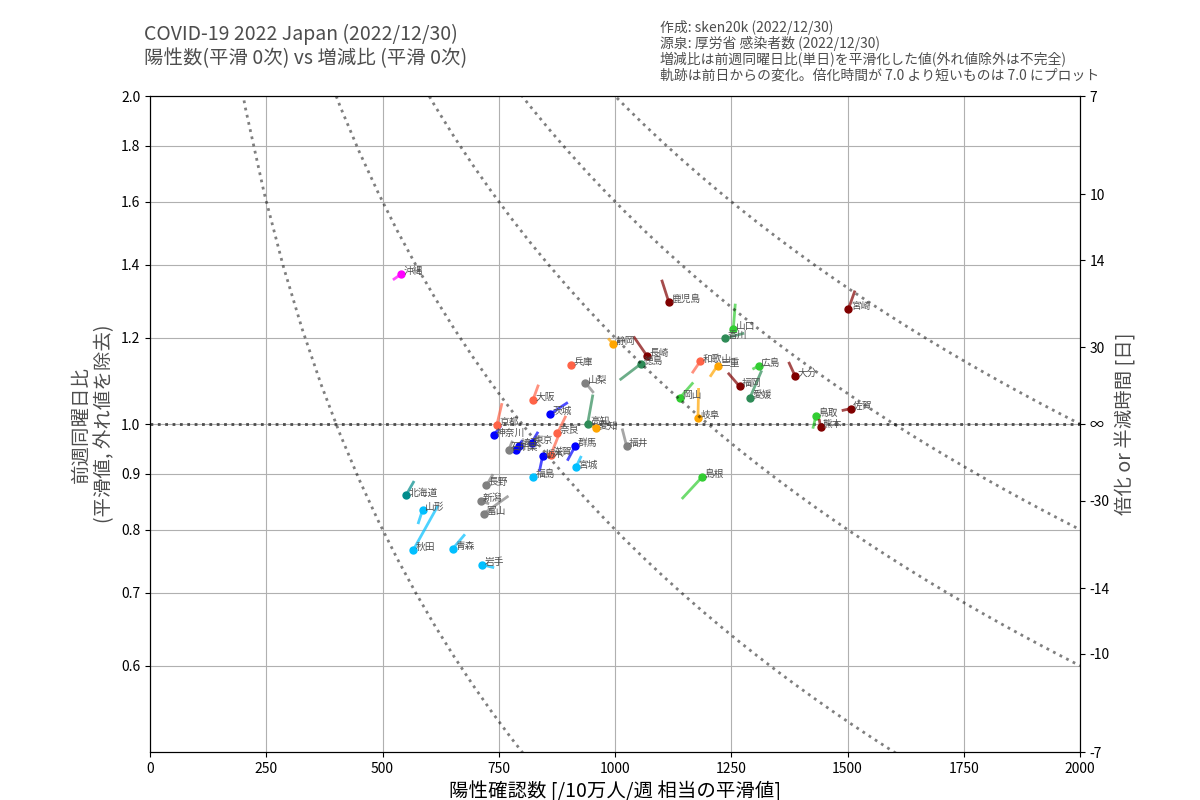 COVID-19 2022 Japan (2022/12/30)
陽性数(平滑 0次) vs 増減比 (平滑 0次)
作成: sken20k (2022/12/30)
源泉: 厚労省 感染者数 (2022/12/30)
増減比は前週同曜日比(単日)を平滑化した値(外れ値除外は不完全)
軌跡は前日からの変化。倍化時間が 7.0 より短いものは 7.0 にプロット
2.0
1.8
1.6
1.4
1.2
1.0
0.9
0.8
0.7
0.6
前週同曜日比
(平滑値, 外れ値を除去)
7
10
14
30
∞
-30
-14
-10
-7
倍化 or 半減時間 [日]
沖縄
鹿児島
宮崎
山口
香川
静岡
長崎
徳島
兵庫
和歌山
三重
広島
大分
山梨
福岡
大阪
岡山
愛媛
茨城
佐賀
鳥取
熊本
岐阜
京都
高知
愛知
神奈川
奈良
東京
群馬
福井
滋賀
宮城
福島
島根
長野
北海道
新潟
山形
富山
秋田
青森
岩手
0
250
500
750
1000
1250
1500
1750
2000
陽性確認数 [/10万人/週 相当の平滑値]